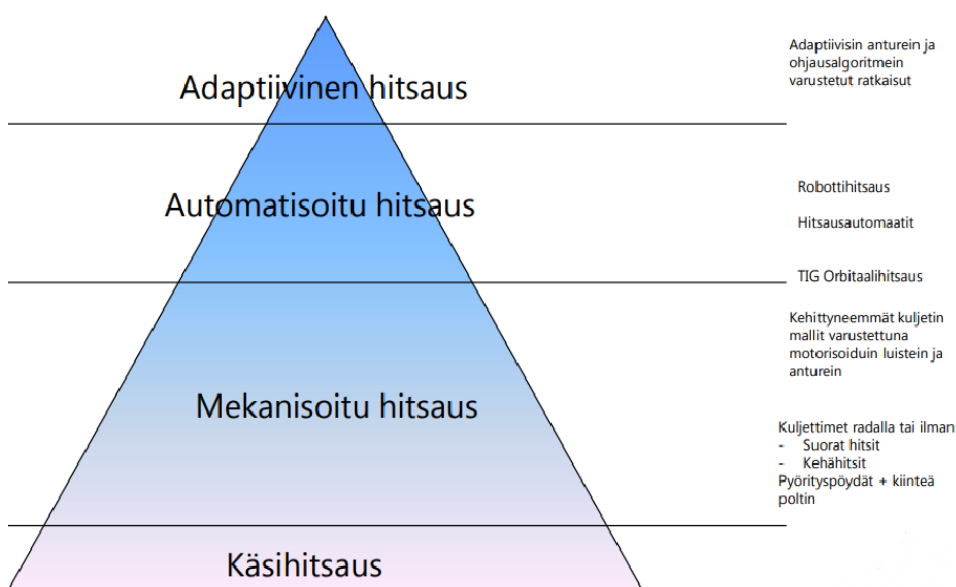 Adaptiivinen hitsaus
Adaptiivisin anturein ja
ohjausalgoritmein
varustetut ratkaisut
Automatisoitu hitsaus
Robottihitsaus
Hitsausautomaatit
TIG Orbitaalihitsaus
Mekanisoitu hitsaus
Kehittyneemmät kuljetin
mallit varustettuna
motorisoiduin luistein ja
anturein
Kuljettimet radalla tai ilman
- Suorat hitsit
- Kehähitsit
Pyörityspöydät + kiinteä
poltin
Käsihitsaus